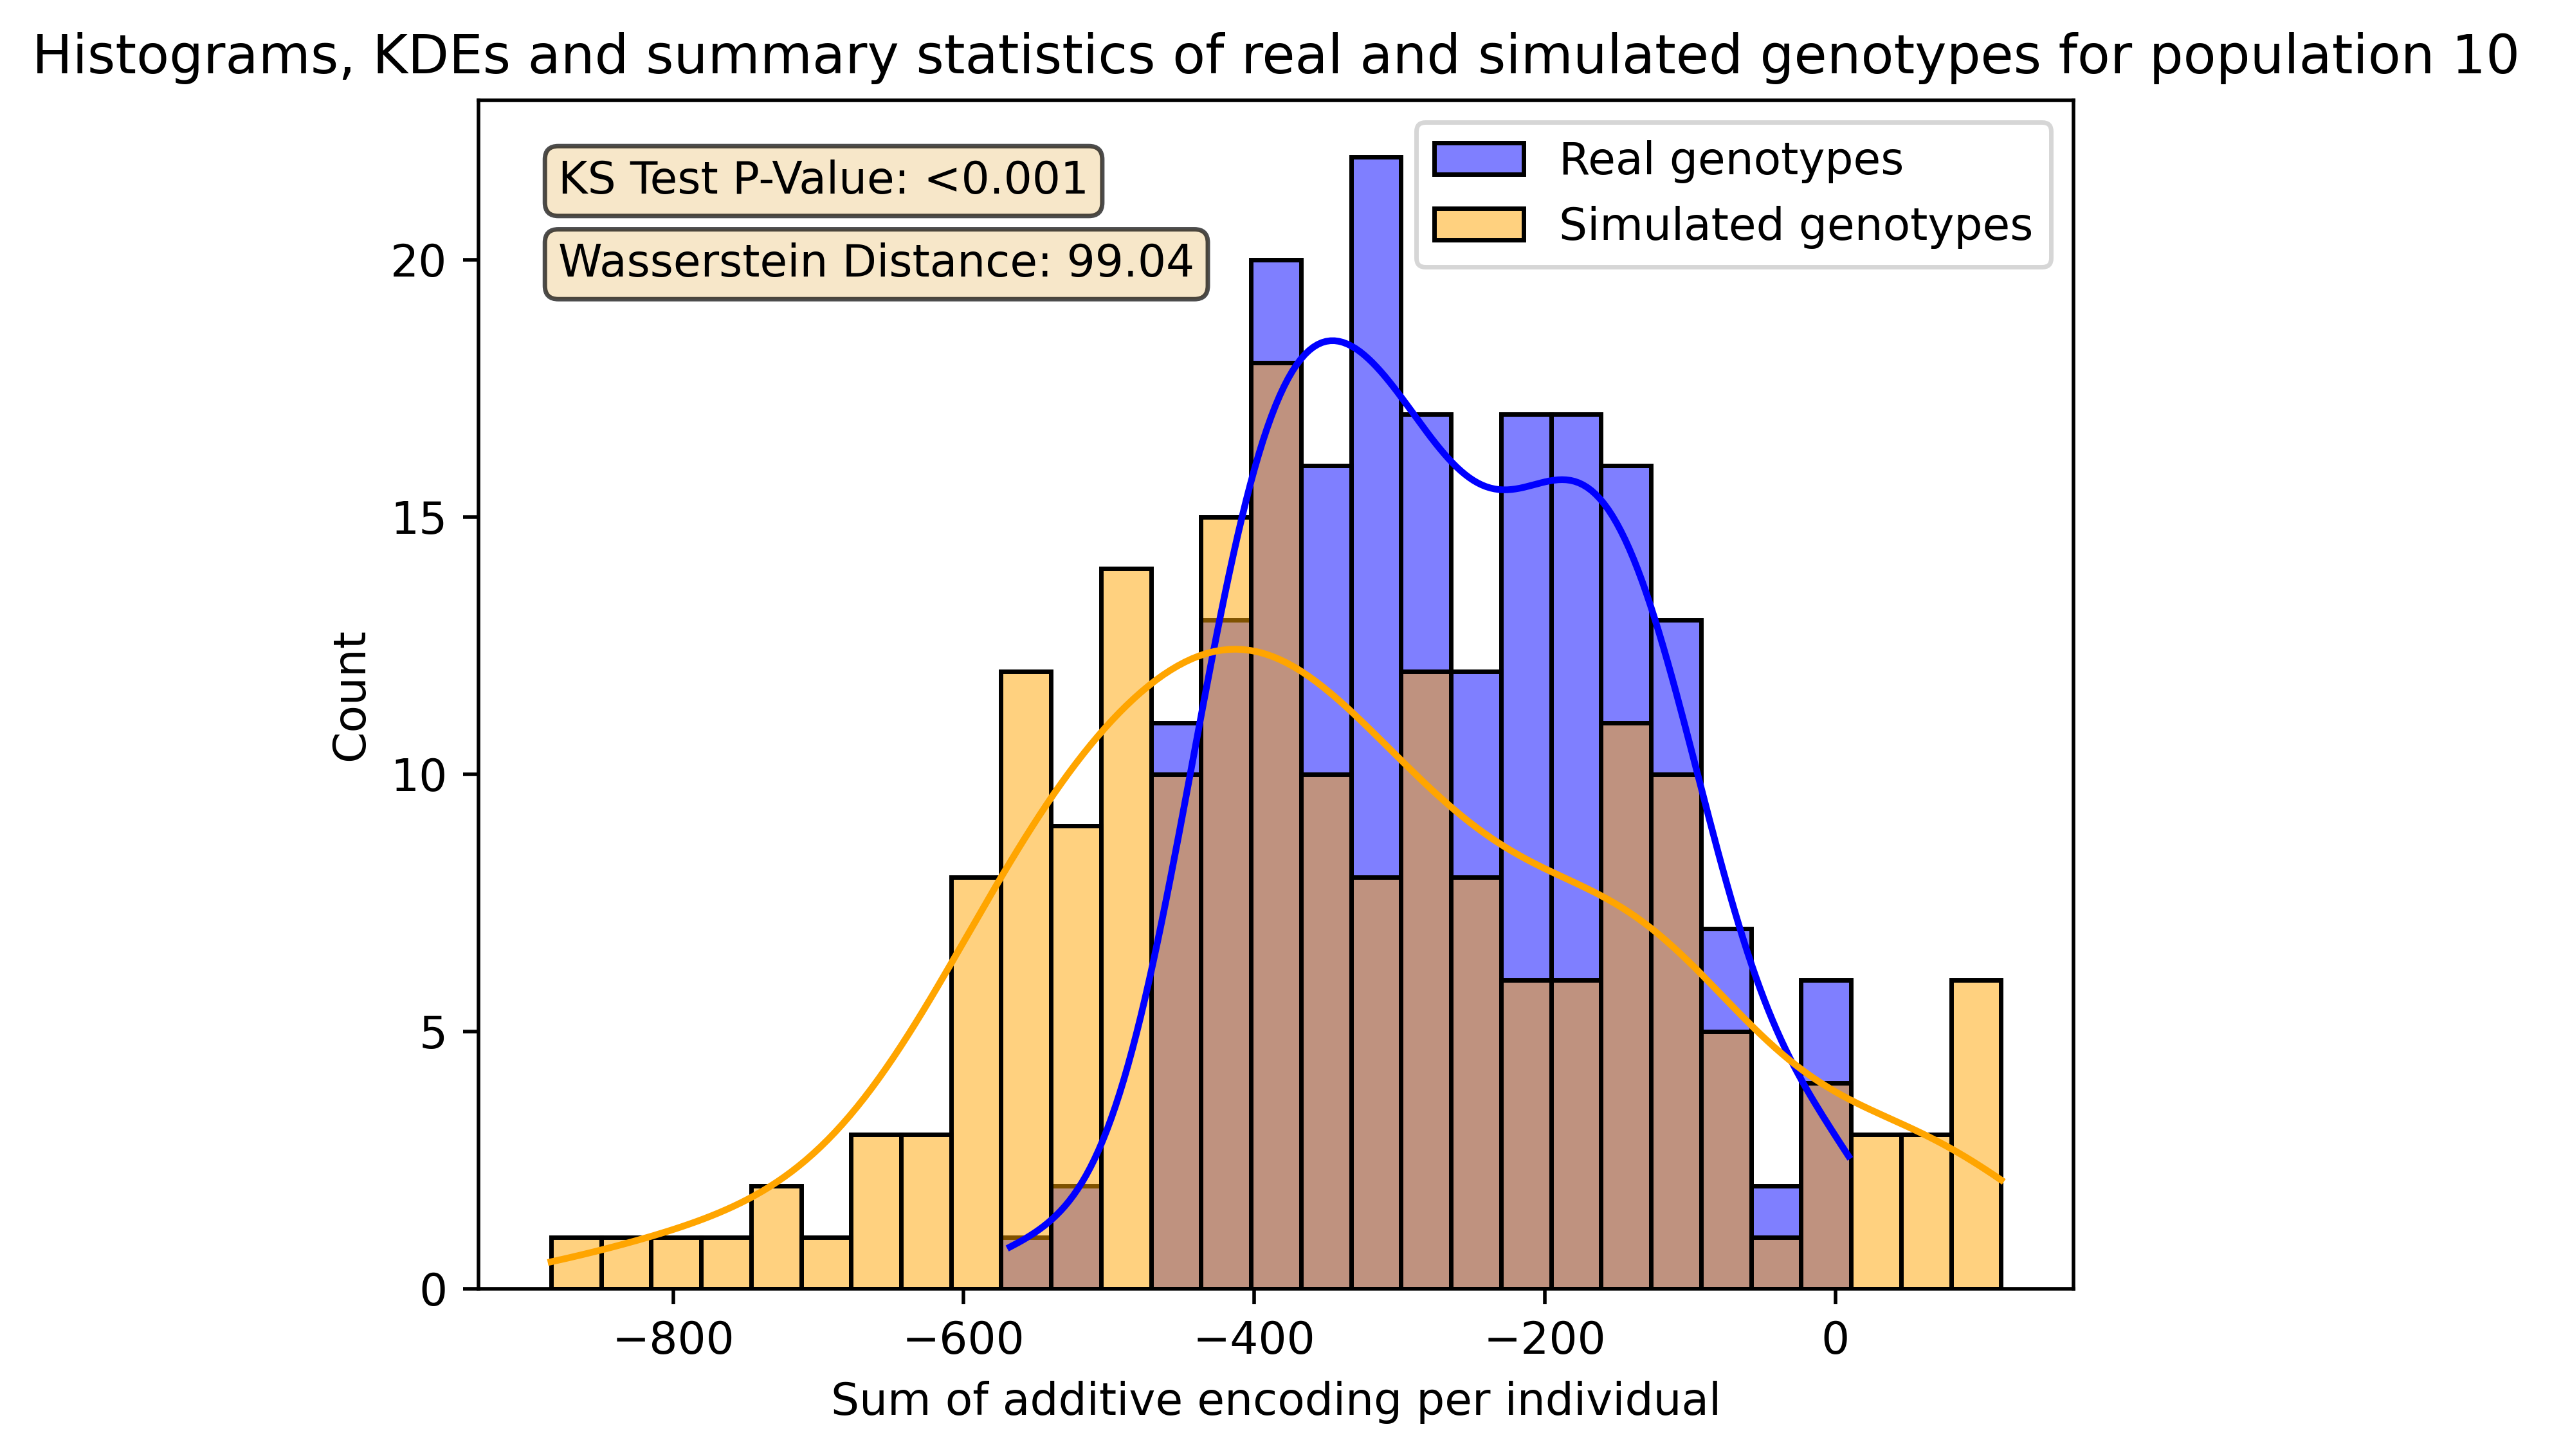 Histograms, KDEs and summary statistics of real and simulated genotypes for population 10
KS Test P-Value: <0.001
Wasserstein Distance: 99.04
Real genotypes
Simulated genotypes
20
15
10
5
0
Count
−800
−600
−400
−200
0
Sum of additive encoding per individual